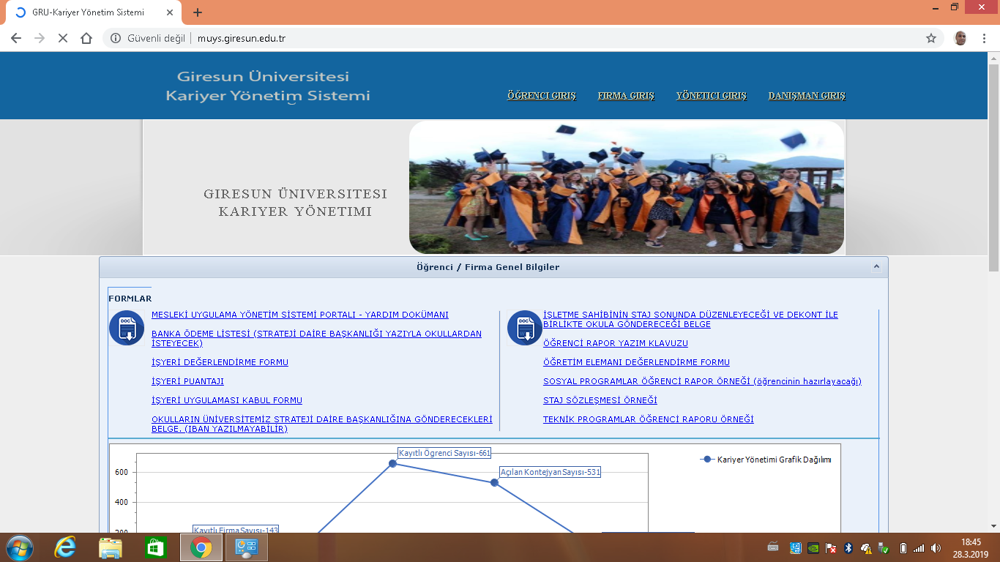 GRU-Kariyer Yönetim Sistemi
Güvenli değil
muys.giresun.edu.tr
Giresun Üniversitesi
Kariyer Yönetim Sistemi
ÖĞRENCI GIRIŞ FIRMA GIRIŞ YÖNETICI GIRIŞ DANIŞMAN GIRIŞ
GIRESUN ÜNIVERSITESI
KARIYER YÖNETIMI
Öğrenci / Firma Genel Bilgiler
FORMLAR
MESLEKİ UYGULAMA YÖNETİM SİSTEMİ PORTALI - YARDIM DOKÜMANI
BANKA ÖDEME LİSTESİ (STRATEJİ DAİRE BAŞKANLIĞI YAZIYLA OKULLARDAN
İSTEYECEK)
İŞYERİ DEĞERLENDİRME FORMU
İŞYERİ PUANTAJI
İŞYERİ UYGULAMASI KABUL FORMU
OKULLARIN ÜNİVERSİTEMİZ STRATEJİ DAİRE BAŞKANLIĞINA GÖNDERECEKLERİ
BELGE. (IBAN YAZILMAYABİLİR)
DOC
İŞLETME SAHİBİNİN STAJ SONUNDA DÜZENLEYECEĞİ VE DEKONT İLE
BİRLİKTE OKULA GÖNDERECEĞİ BELGE
ÖĞRENCİ RAPOR YAZIM KLAVUZU
ÖĞRETİM ELEMANI DEĞERLENDİRME FORMU
SOSYAL PROGRAMLAR ÖĞRENCİ RAPOR ÖRNEĞİ (öğrencinin hazırlayacağı)
STAJ SÖZLEŞMESİ ÖRNEĞİ
TEKNİK PROGRAMLAR ÖĞRENCİ RAPORU ÖRNEĞİ
DOC
Kayıtlı Ögrenci Sayısı-661
Açılan Kontejyan Sayısı-531
Kariyer Yönetimi Grafik Dağılımı
600
400
200
Kayıtlı Firma Sayısı-143
18:45
28.3.2019